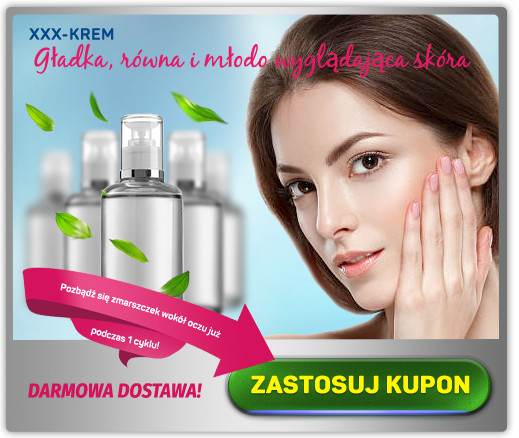 XXX-KREM
Gładka, równa i młodo wyglądająca skóra
Pozbądź się zmarszczek wokół oczu już
podczas 1 cyklu!
DARMOWA DOSTAWA!
ZASTOSUJ KUPON